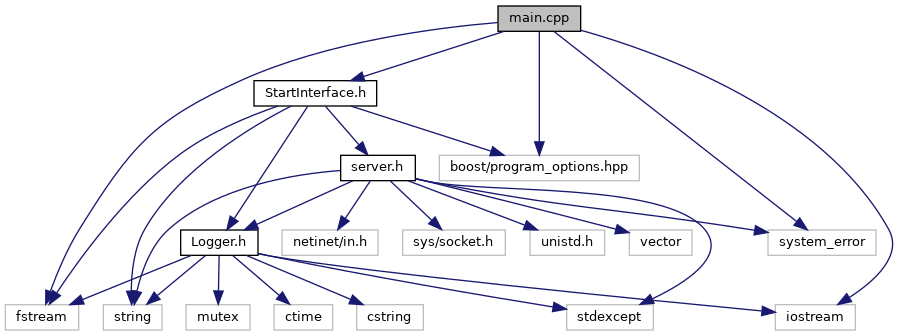 main.cpp
StartInterface.h
server.h
boost/program_options.hpp
Logger.h
netinet/in.h
sys/socket.h
unistd.h
vector
system_error
fstream
string
mutex
ctime
cstring
stdexcept
iostream